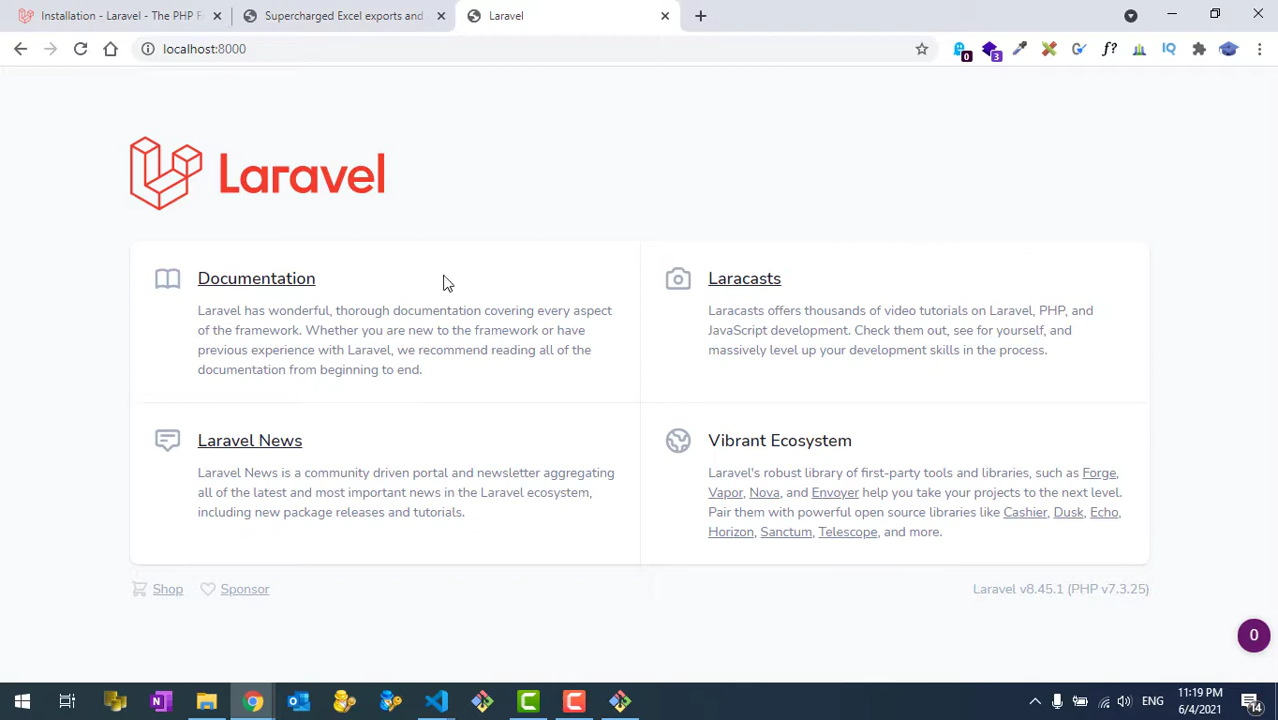 Installation - Laravel - The PHP F
Supercharged Excel exports and
Laravel
localhost:8000
0
3
f?
IQ
Laravel
Documentation
Laravel has wonderful, thorough documentation covering every aspect
of the framework. Whether you are new to the framework or have
previous experience with Laravel, we recommend reading all of the
documentation from beginning to end.
Laracasts
Laracasts offers thousands of video tutorials on Laravel, PHP, and
JavaScript development. Check them out, see for yourself, and
massively level up your development skills in the process.
Laravel News
Laravel News is a community driven portal and newsletter aggregating
all of the latest and most important news in the Laravel ecosystem,
including new package releases and tutorials.
Vibrant Ecosystem
Laravel's robust library of first-party tools and libraries, such as Forge,
Vapor, Nova, and Envoyer help you take your projects to the next level.
Pair them with powerful open source libraries like Cashier, Dusk, Echo,
Horizon, Sanctum, Telescope, and more.
Shop
Sponsor
Laravel v8.45.1 (PHP v7.3.25)
0
ENG
11:19 PM
6/4/2021
14